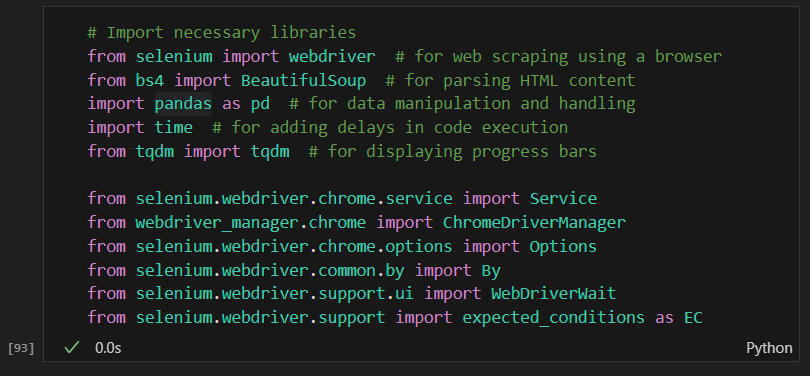 # Import necessary libraries
from selenium import webdriver  # for web scraping using a browser
from bs4 import BeautifulSoup  # for parsing HTML content
import pandas as pd  # for data manipulation and handling
import time  # for adding delays in code execution
from tqdm import tqdm  # for displaying progress bars
from selenium.webdriver.chrome.service import Service
from webdriver_manager.chrome import ChromeDriverManager
from selenium.webdriver.chrome.options import Options
from selenium.webdriver.common.by import By
from selenium.webdriver.support.ui import WebDriverWait
from selenium.webdriver.support import expected_conditions as EC
[93] ✓ 0.0s Python